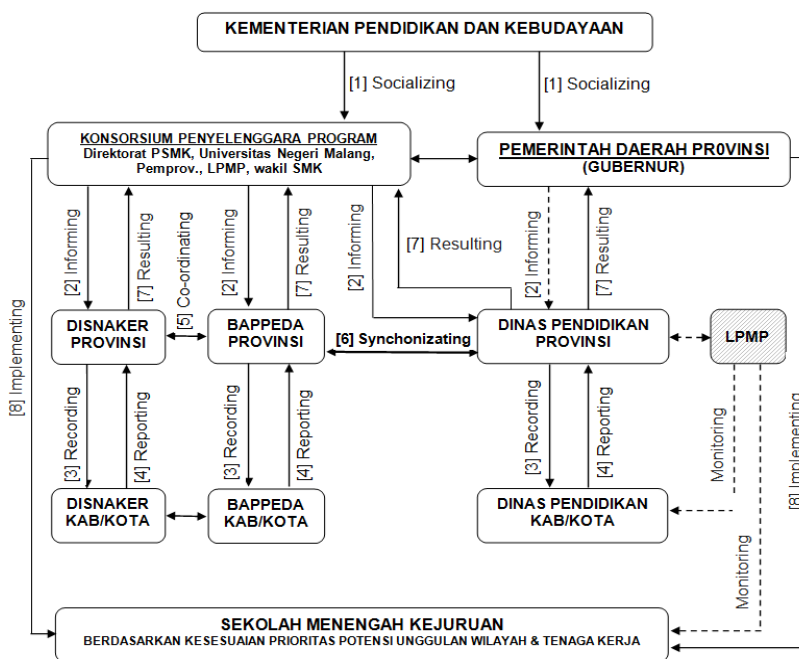 KEMENTERIAN PENDIDIKAN DAN KEBUDAYAAN
[1] Socializing
[1] Socializing
KONSORSIUM PENYELENGGARA PROGRAM
Direktorat PSMK, Universitas Negeri Malang,
Pemprov., LPMP, wakil SMK
PEMERINTAH DAERAH PR0VINSI
(GUBERNUR)
[2] Informing
[7] Resulting
[5] Co-ordinating
[2] Informing
[7] Resulting
[2] Informing
[7] Resulting
[2] Informing
[7] Resulting
DISNAKER
PROVINSI
BAPPEDA
PROVINSI
[6] Synchonizating
DINAS PENDIDIKAN
PROVINSI
LPMP
[8] Implementing
[3] Recording
[4] Reporting
[3] Recording
[4] Reporting
[3] Recording
[4] Reporting
Monitoring
Monitoring
[8] Implementing
DISNAKER
KAB/KOTA
BAPPEDA
KAB/KOTA
DINAS PENDIDIKAN
KAB/KOTA
SEKOLAH MENENGAH KEJURUAN
BERDASARKAN KESESUAIAN PRIORITAS POTENSI UNGGULAN WILAYAH & TENAGA KERJA